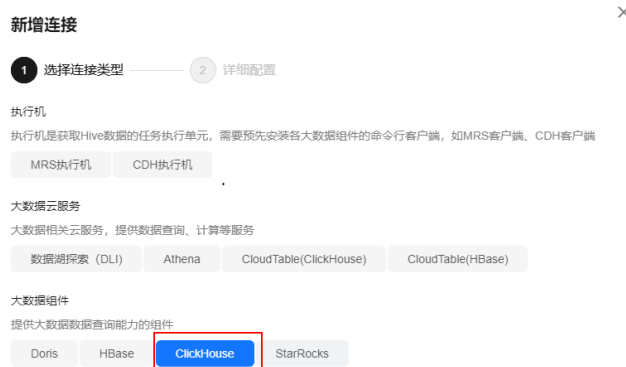 新增连接
1 选择连接类型 2 详细配置
执行机
执行机是获取Hive数据的任务执行单元，需要预先安装各大数据组件的命令行客户端，如MRS客户端、CDH客户端
MRS执行机 CDH执行机
大数据云服务
大数据相关云服务，提供数据查询、计算等服务
数据湖探索（DLI） Athena CloudTable(ClickHouse) CloudTable(HBase)
大数据组件
提供大数据数据查询能力的组件
Doris HBase ClickHouse StarRocks